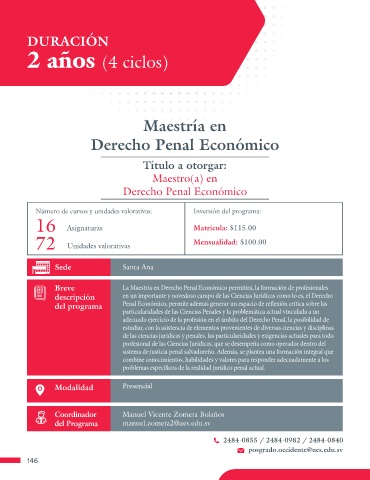 DURACIÓN
2 años (4 ciclos)
Maestría en
Derecho Penal Económico
Título a otorgar:
Maestro(a) en
Derecho Penal Económico
Número de cursos y unidades valorativas:
16 Asignaturas
72 Unidades valorativas
Inversión del programa:
Matrícula: $115.00
Mensualidad: $100.00
Sede
Santa Ana
Breve
descripción
del programa
La Maestría en Derecho Penal Económico permitirá, la formación de profesionales
en un importante y novedoso campo de las Ciencias Jurídicas como lo es, el Derecho
Penal Económico, permite además generar un espacio de reflexión crítica sobre las
particularidades de las Ciencias Penales y la problemática actual vinculada a un
adecuado ejercicio de la profesión en el ámbito del Derecho Penal, la posibilidad de
estudiar, con la asistencia de elementos provenientes de diversas ciencias y disciplinas
de las ciencias jurídicas y penales, las particularidades y exigencias actuales para todo
profesional de las Ciencias Jurídicas, que se desempeña como operador dentro del
sistema de justicia penal salvadoreño. Además, se plantea una formación integral que
combine conocimientos, habilidades y valores para responder adecuadamente a los
problemas específicos de la realidad jurídico penal actual.
Modalidad
Presencial
Coordinador
del Programa
Manuel Vicente Zometa Bolaños
manuel.zometa2@ues.edu.sv
2484-0855 / 2484-0982 / 2484-0840
posgrado.occidente@ues.edu.sv
146